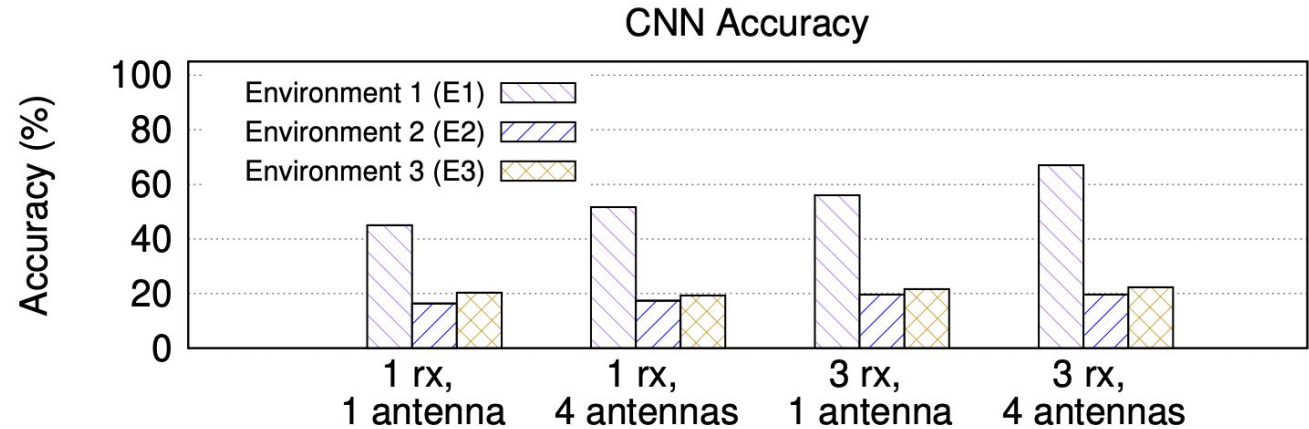 CNN Accuracy
Accuracy (%)
100
80
60
40
20
0
Environment 1 (E1)
Environment 2 (E2)
Environment 3 (E3)
1 rx,
1 antenna
1 rx,
4 antennas
3 rx,
1 antenna
3 rx,
4 antennas